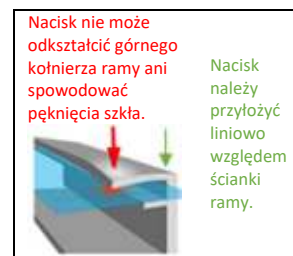 Nacisk nie może
odkształcić górnego
kołnierza ramy ani
spowodować
pęknięcia szkła.
Nacisk
należy
przyłożyć
liniowo
względem
ścianki
ramy.